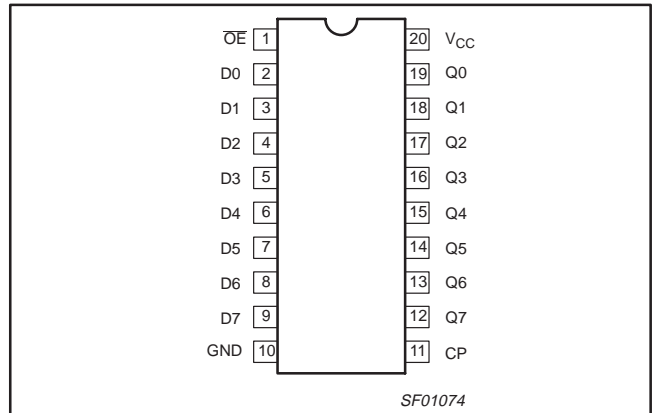 O̅E̅ 1 20 VCC
D0 2 19 Q0
D1 3 18 Q1
D2 4 17 Q2
D3 5 16 Q3
D4 6 15 Q4
D5 7 14 Q5
D6 8 13 Q6
D7 9 12 Q7
GND 10 11 CP
SF01074